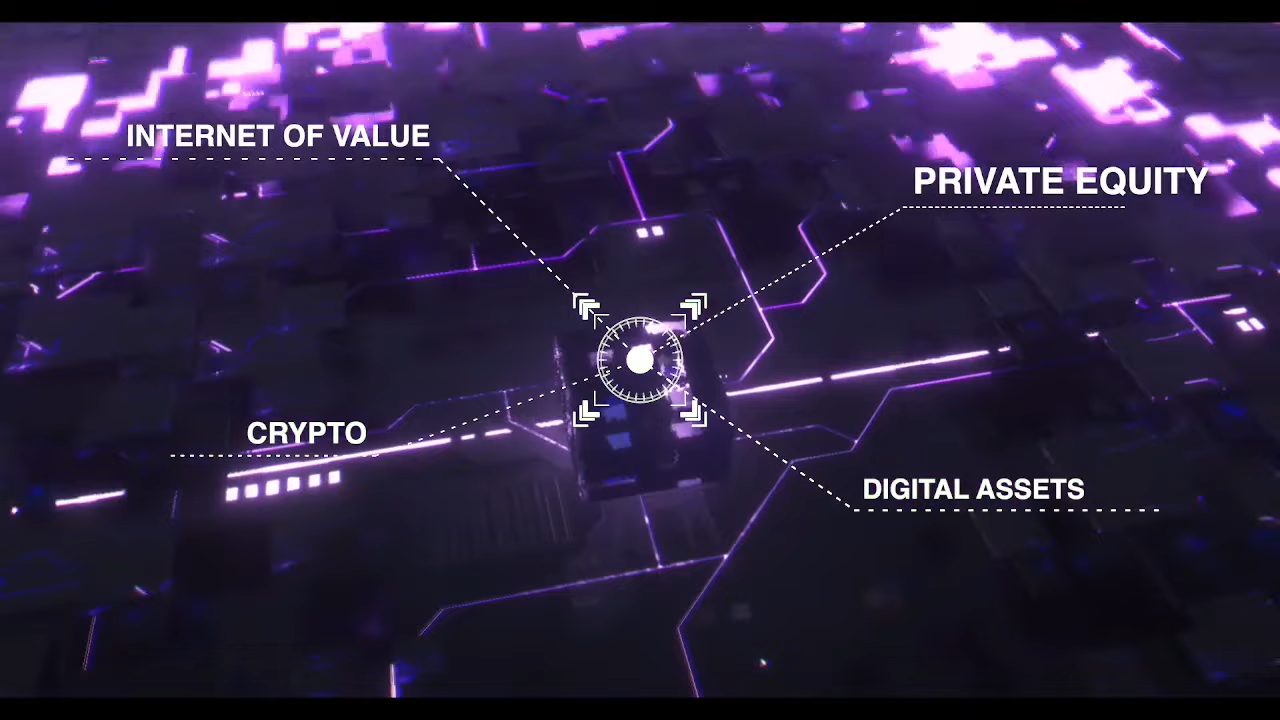 INTERNET OF VALUE
PRIVATE EQUITY
CRYPTO
DIGITAL ASSETS